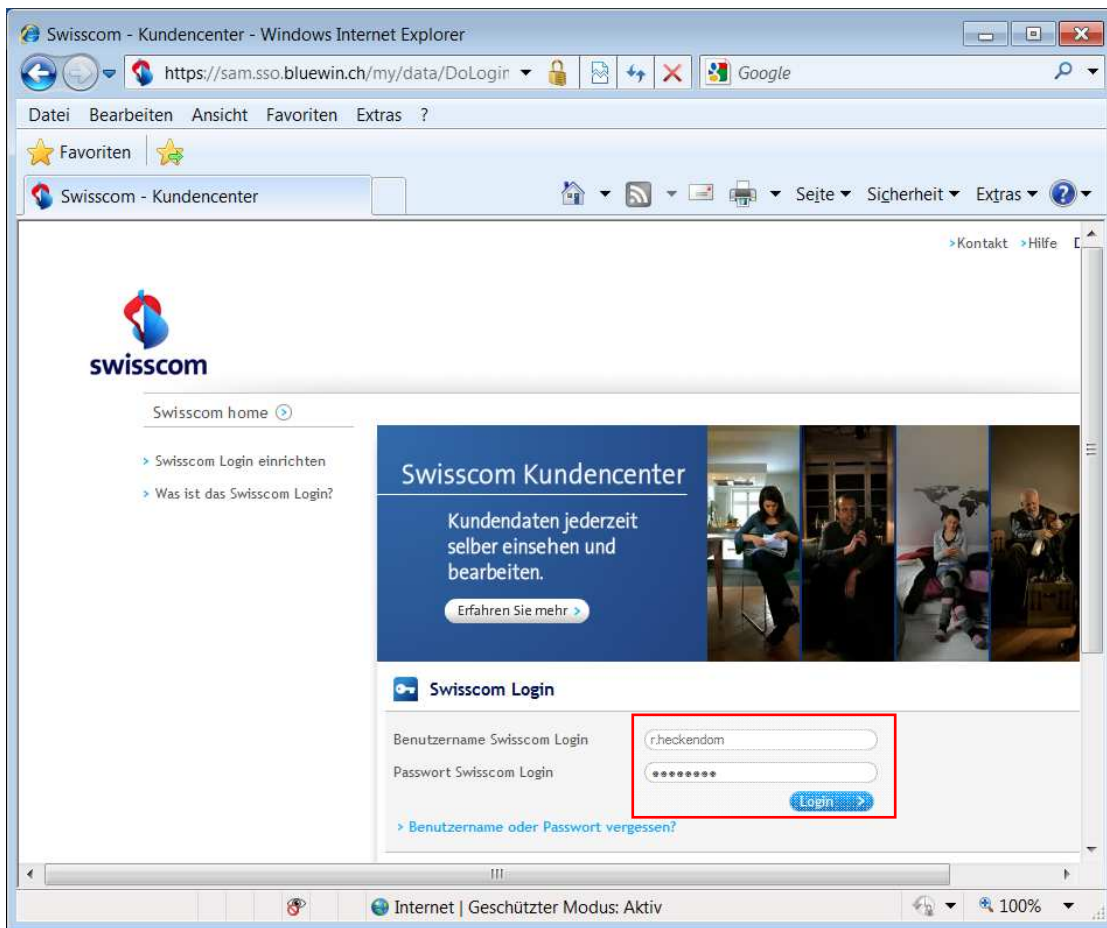 Swisscom - Kundencenter - Windows Internet Explorer
https://sam.sso.bluewin.ch/my/data/DoLogin
Google
Datei Bearbeiten Ansicht Favoriten Extras ?
Favoriten
Swisscom - Kundencenter
Seite Sicherheit Extras
>Kontakt >Hilfe D
swisscom
Swisscom home
> Swisscom Login einrichten
> Was ist das Swisscom Login?
Swisscom Kundencenter
Kundendaten jederzeit
selber einsehen und
bearbeiten.
Erfahren Sie mehr >
Swisscom Login
Benutzername Swisscom Login r.heckendorn
Passwort Swisscom Login ••••••••
Login >
> Benutzername oder Passwort vergessen?
Internet | Geschützter Modus: Aktiv 100%